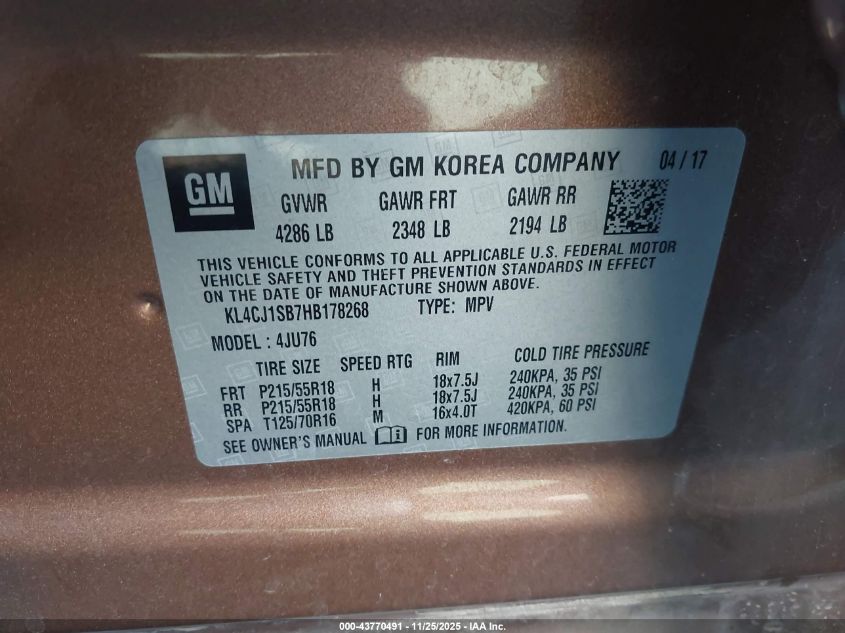 GM
MFD BY GM KOREA COMPANY 04 / 17
GVWR GAWR FRT GAWR RR
4286 LB 2348 LB 2194 LB
THIS VEHICLE CONFORMS TO ALL APPLICABLE U.S. FEDERAL MOTOR
VEHICLE SAFETY AND THEFT PREVENTION STANDARDS IN EFFECT
ON THE DATE OF MANUFACTURE SHOWN ABOVE.
KL4CJ1SB7HB178268 TYPE: MPV
MODEL : 4JU76
TIRE SIZE SPEED RTG RIM COLD TIRE PRESSURE
FRT P215/55R18 H 18x7.5J 240KPA, 35 PSI
RR P215/55R18 H 18x7.5J 240KPA, 35 PSI
SPA T125/70R16 M 16x4.0T 420KPA, 60 PSI
SEE OWNER'S MANUAL FOR MORE INFORMATION.
000-43770491 - 11/25/2025 - IAA Inc.